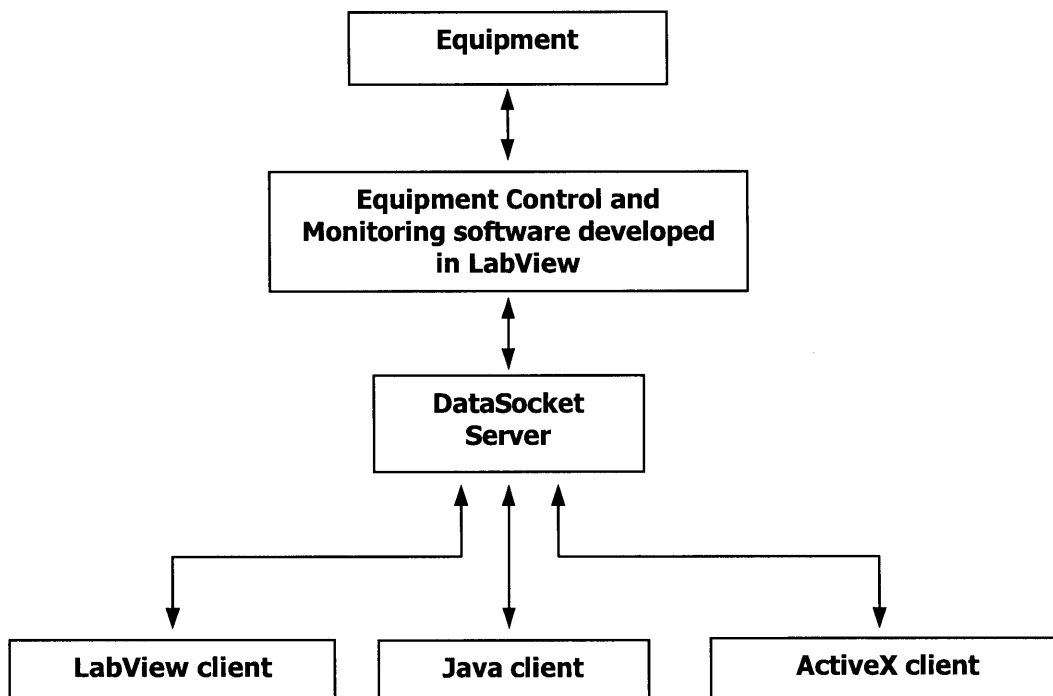 Equipment
Equipment Control and
Monitoring software developed
in LabView
DataSocket
Server
LabView client
Java client
ActiveX client